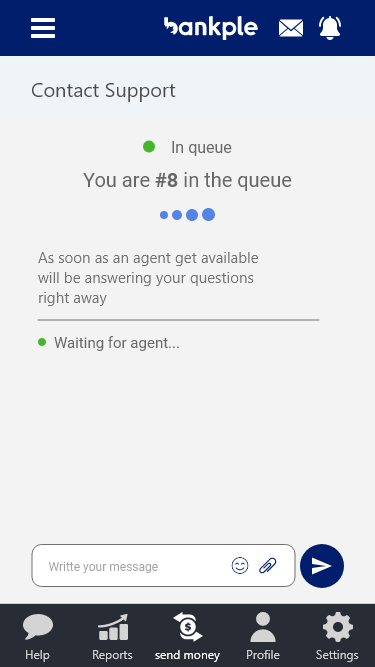 bankple
Contact Support
In queue
You are #8 in the queue
As soon as an agent get available
will be answering your questions
right away
Waiting for agent...
Writte your message
$
Help Reports send money Profile Settings